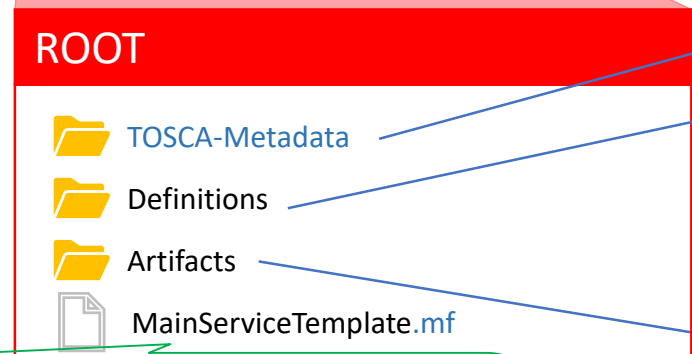 ROOT
TOSCA-Metadata
Definitions
Artifacts
MainServiceTemplate.mf